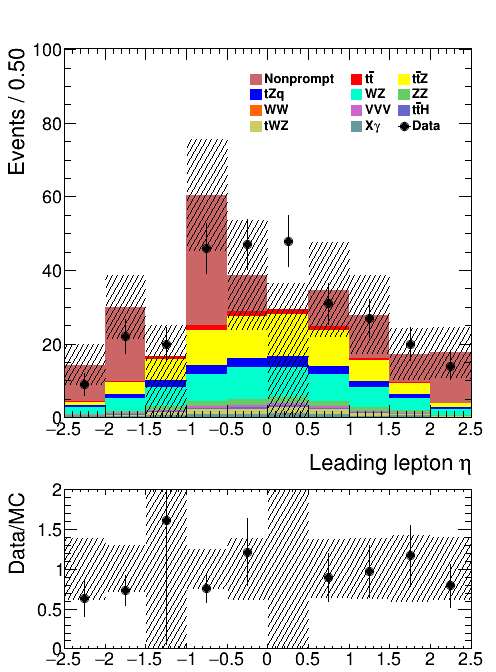 Events / 0.50
100
80
60
40
20
0
Nonprompt tt̄ tt̄Z
tZq WZ ZZ
WW VVV tt̄H
tWZ Xγ Data
−2.5 −2 −1.5 −1 −0.5 0 0.5 1 1.5 2 2.5
Leading lepton η
Data/MC
2
1.5
1
0.5
0
−2.5 −2 −1.5 −1 −0.5 0 0.5 1 1.5 2 2.5